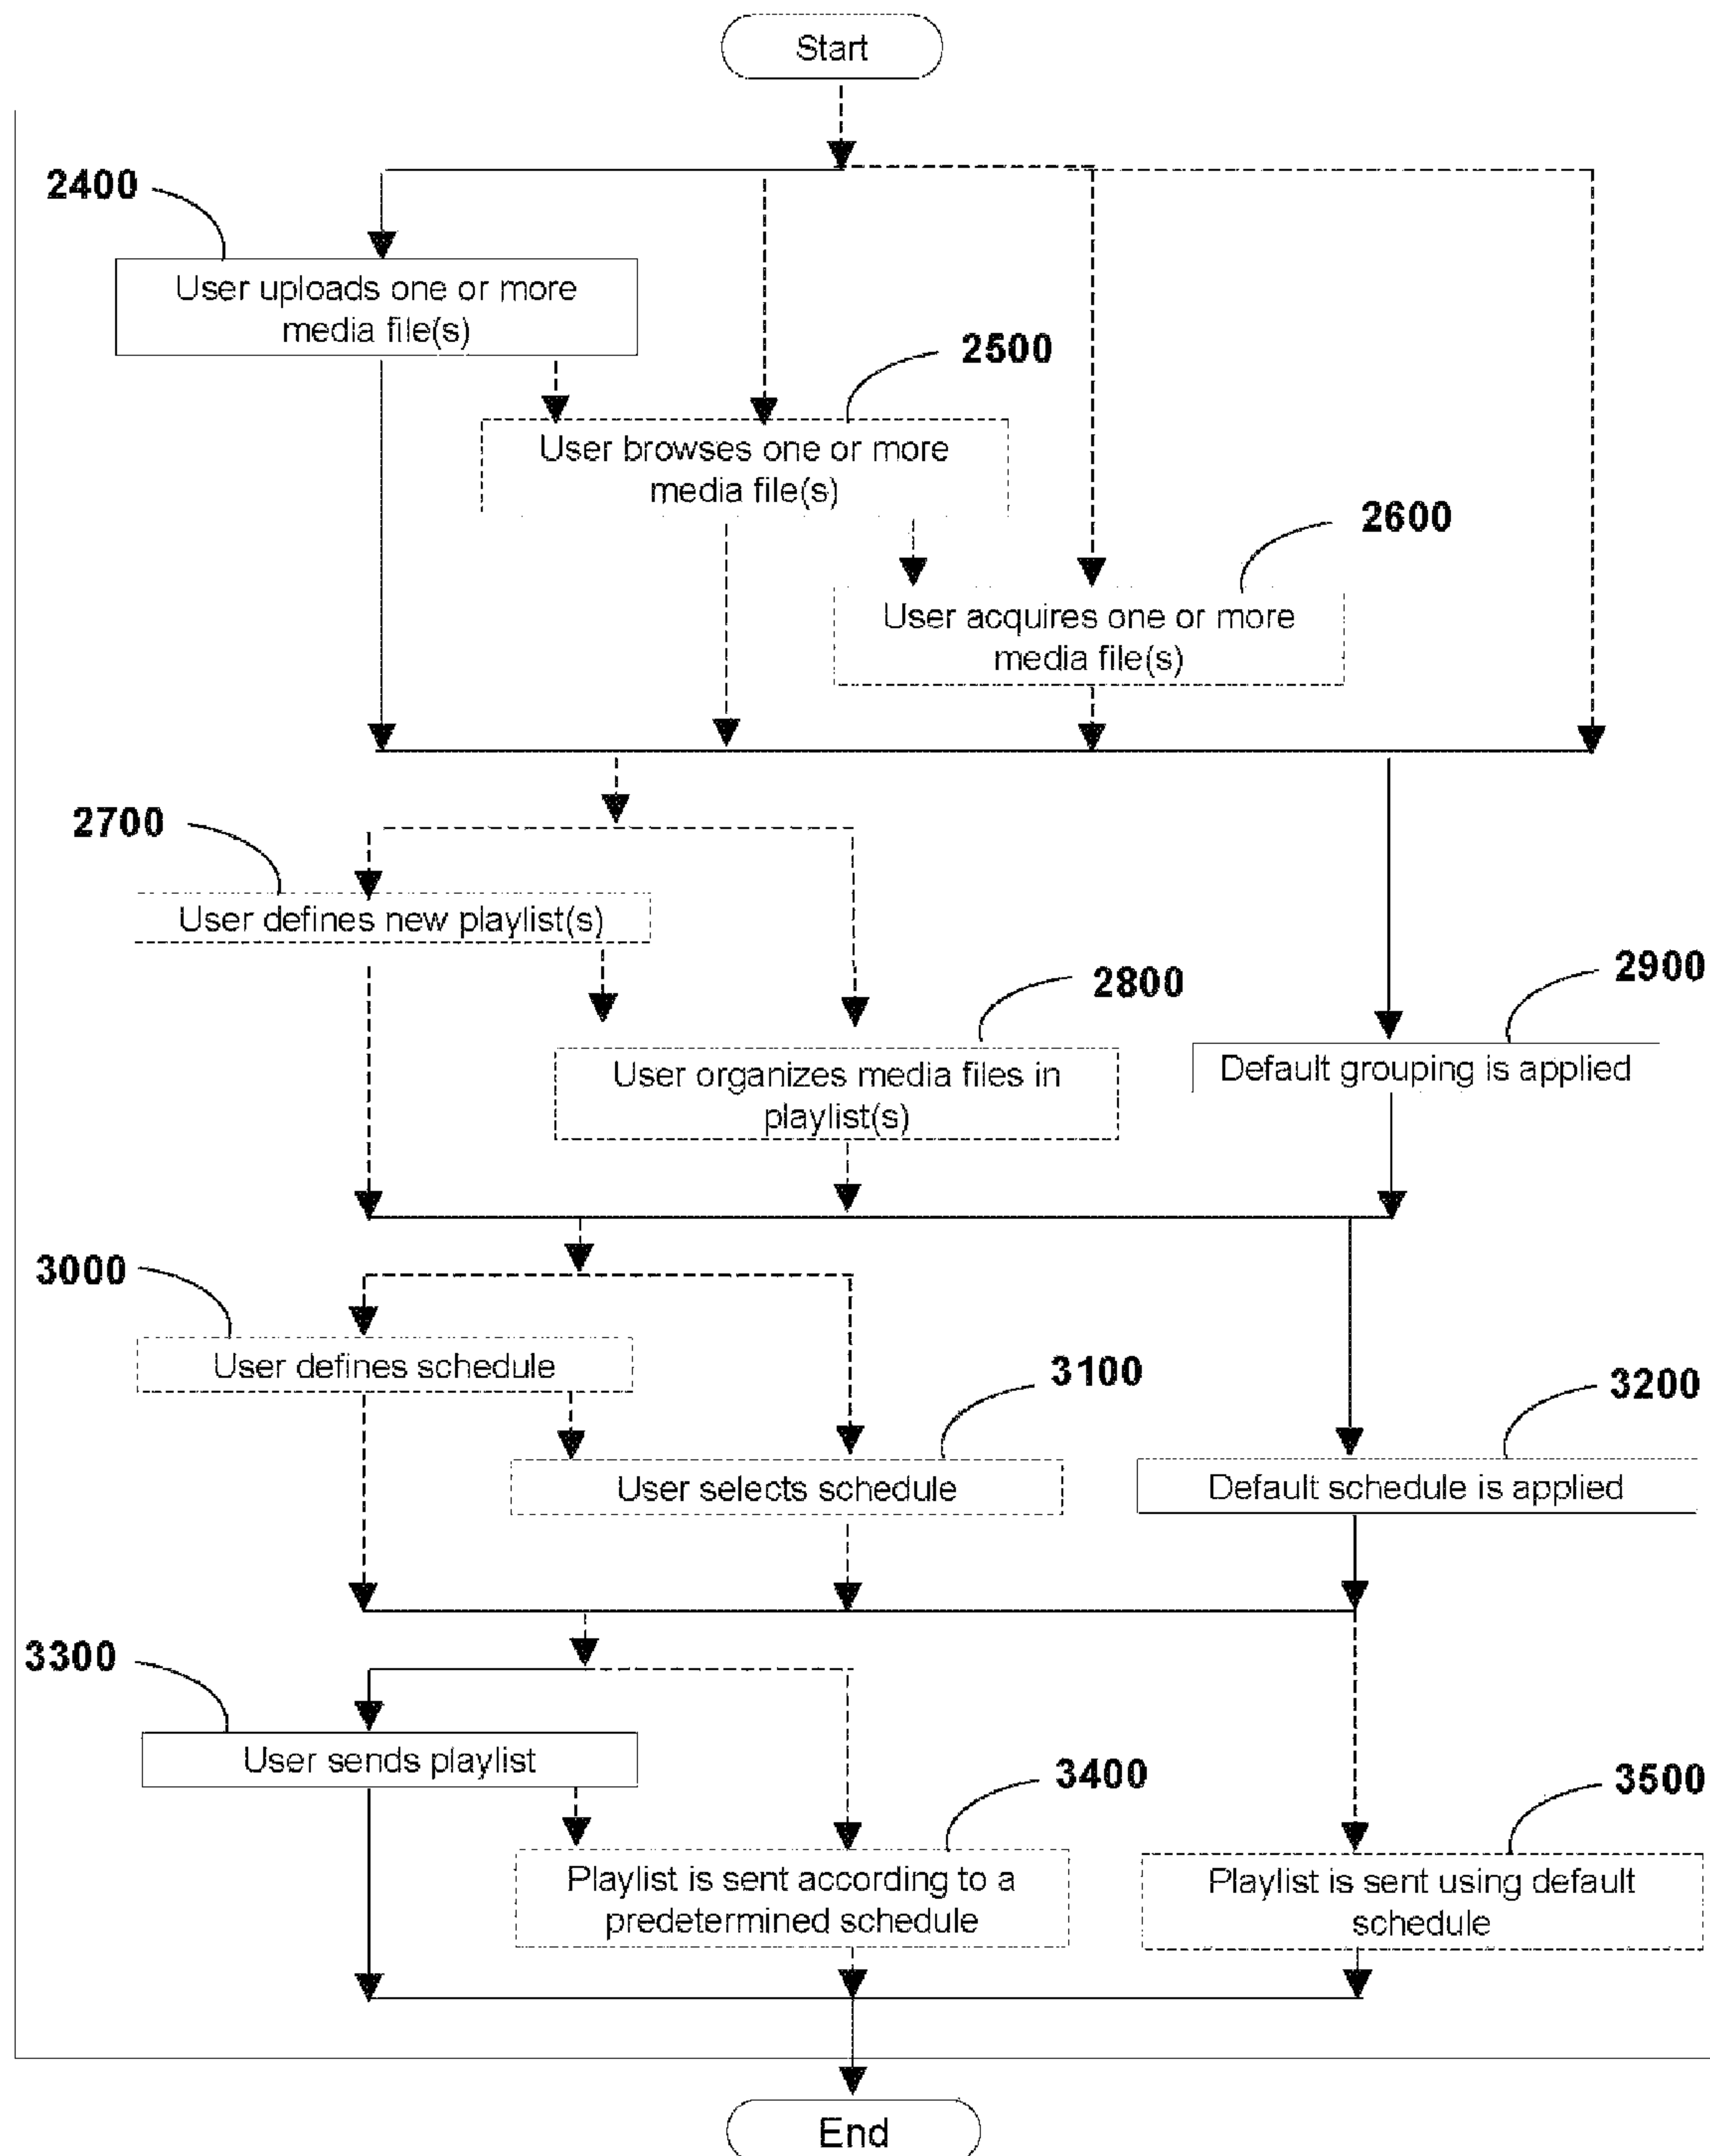 Start
2400
User uploads one or more
media file(s)
2500
User browses one or more
media file(s)
2600
User acquires one or more
media file(s)
2700
User defines new playlist(s)
2800
User organizes media files in
playlist(s)
2900
Default grouping is applied
3000
User defines schedule
3100
User selects schedule
3200
Default schedule is applied
3300
User sends playlist
3400
Playlist is sent according to a
predetermined schedule
3500
Playlist is sent using default
schedule
End